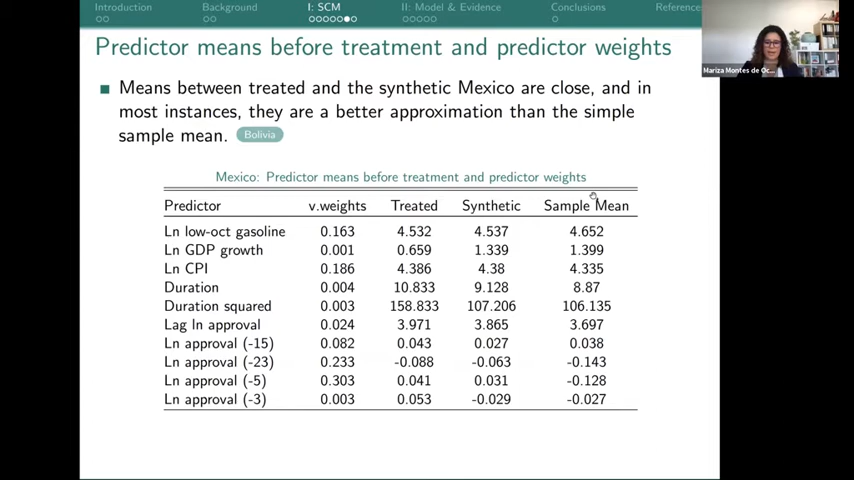 Introduction Background I: SCM II: Model & Evidence Conclusions Reference
Predictor means before treatment and predictor weights
Means between treated and the synthetic Mexico are close, and in
most instances, they are a better approximation than the simple
sample mean. Bolivia
Mexico: Predictor means before treatment and predictor weights
Predictor v.weights Treated Synthetic Sample Mean
Ln low-oct gasoline 0.163 4.532 4.537 4.652
Ln GDP growth 0.001 0.659 1.339 1.399
Ln CPI 0.186 4.386 4.38 4.335
Duration 0.004 10.833 9.128 8.87
Duration squared 0.003 158.833 107.206 106.135
Lag ln approval 0.024 3.971 3.865 3.697
Ln approval (-15) 0.082 0.043 0.027 0.038
Ln approval (-23) 0.233 -0.088 -0.063 -0.143
Ln approval (-5) 0.303 0.041 0.031 -0.128
Ln approval (-3) 0.003 0.053 -0.029 -0.027
Mariza Montes de Oc...